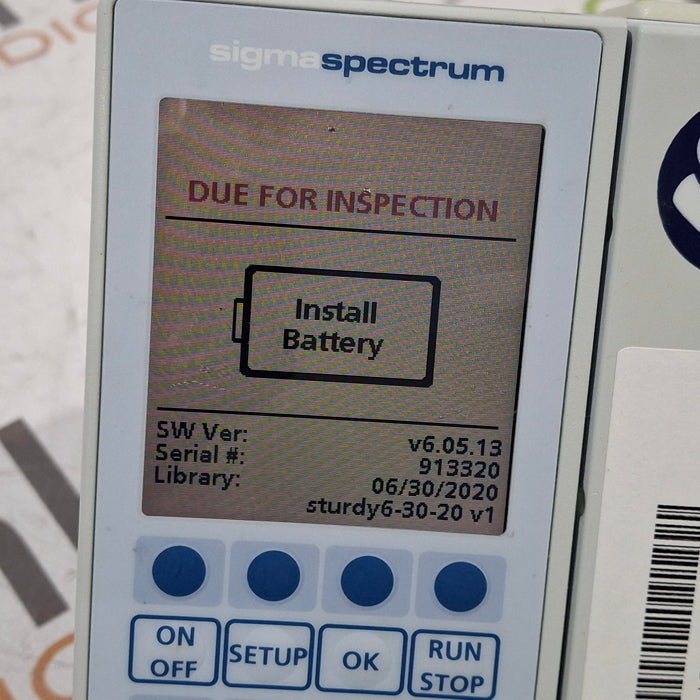 sigmaspectrum
DUE FOR INSPECTION
Install
Battery
SW Ver: v6.05.13
Serial #: 913320
Library: 06/30/2020
sturdy6-30-20 v1
ON
OFF
SETUP
OK
RUN
STOP